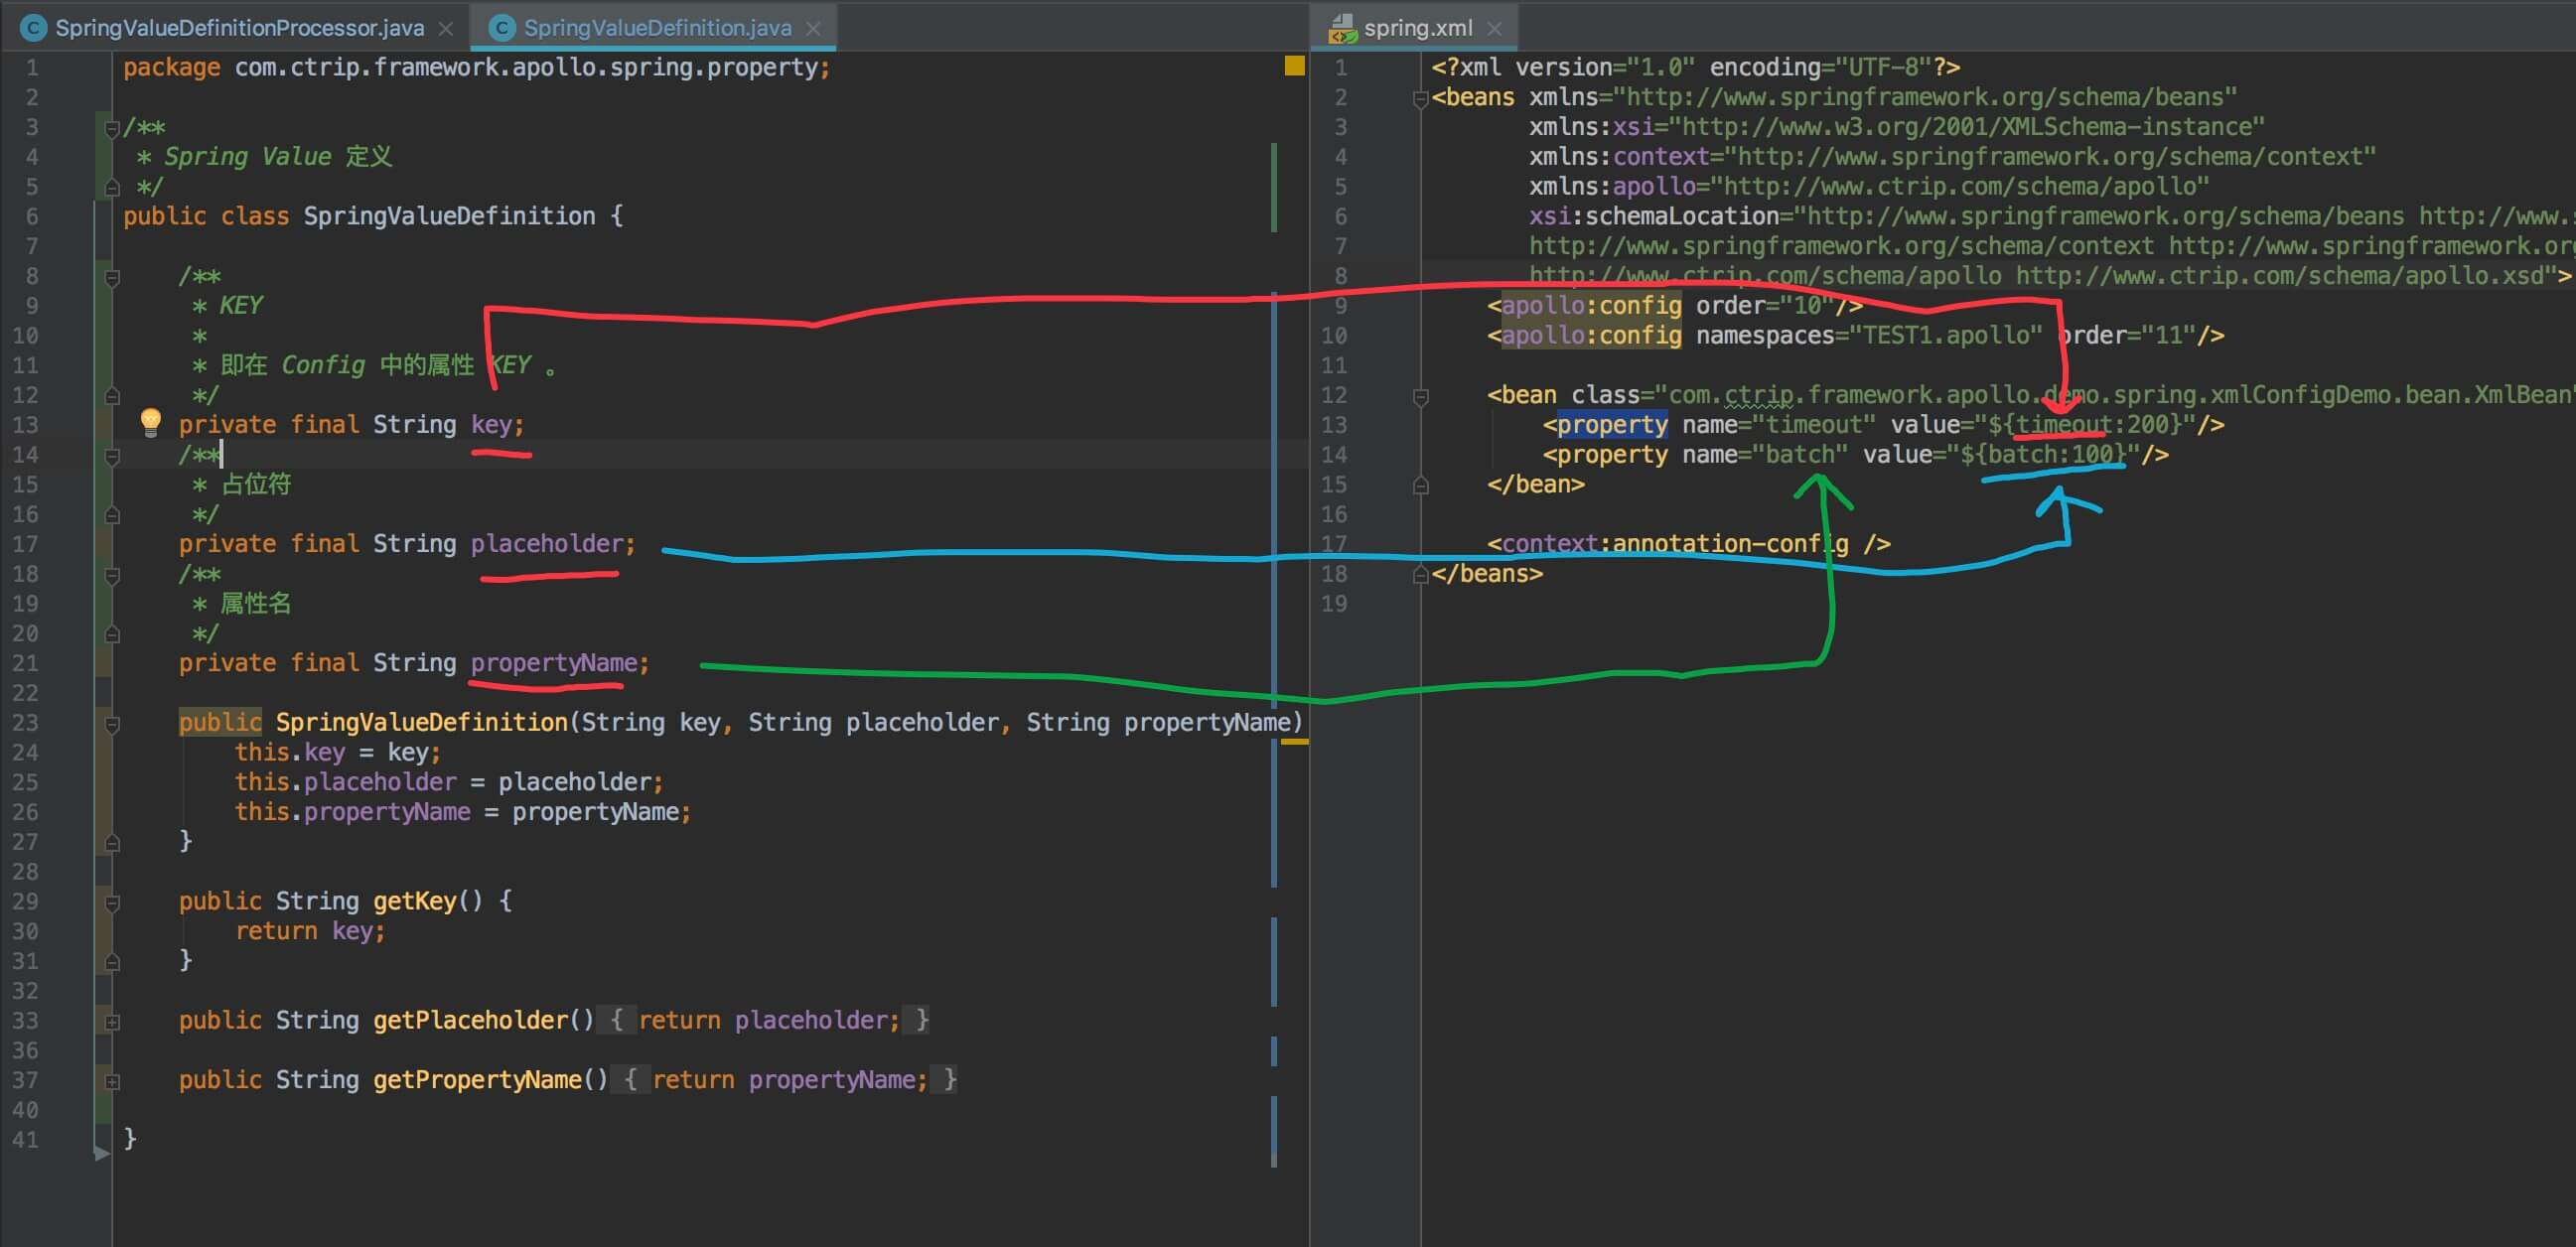 SpringValueDefinitionProcessor.java
SpringValueDefinition.java
1 package com.ctrip.framework.apollo.spring.property;
2
3 /**
4 * Spring Value 定义
5 */
6 public class SpringValueDefinition {
7
8 /**
9 * KEY
10 *
11 * 即在 Config 中的属性 KEY 。
12 */
13 private final String key;
14 /**
15 * 占位符
16 */
17 private final String placeholder;
18 /**
19 * 属性名
20 */
21 private final String propertyName;
22
23 public SpringValueDefinition(String key, String placeholder, String propertyName)
24 this.key = key;
25 this.placeholder = placeholder;
26 this.propertyName = propertyName;
27 }
28
29 public String getKey() {
30 return key;
31 }
32
33 public String getPlaceholder() { return placeholder; }
36
37 public String getPropertyName() { return propertyName; }
40
41 }
spring.xml
1 <?xml version="1.0" encoding="UTF-8"?>
2 <beans xmlns="http://www.springframework.org/schema/beans"
3 xmlns:xsi="http://www.w3.org/2001/XMLSchema-instance"
4 xmlns:context="http://www.springframework.org/schema/context"
5 xmlns:apollo="http://www.ctrip.com/schema/apollo"
6 xsi:schemaLocation="http://www.springframework.org/schema/beans http://www.
7 http://www.springframework.org/schema/context http://www.springframework.or
8 http://www.ctrip.com/schema/apollo http://www.ctrip.com/schema/apollo.xsd">
9 <apollo:config order="10"/>
10 <apollo:config namespaces="TEST1.apollo" order="11"/>
11
12 <bean class="com.ctrip.framework.apollo.demo.spring.xmlConfigDemo.bean.XmlBean"
13 <property name="timeout" value="${timeout:200}"/>
14 <property name="batch" value="${batch:100}"/>
15 </bean>
16
17 <context:annotation-config />
18 </beans>
19